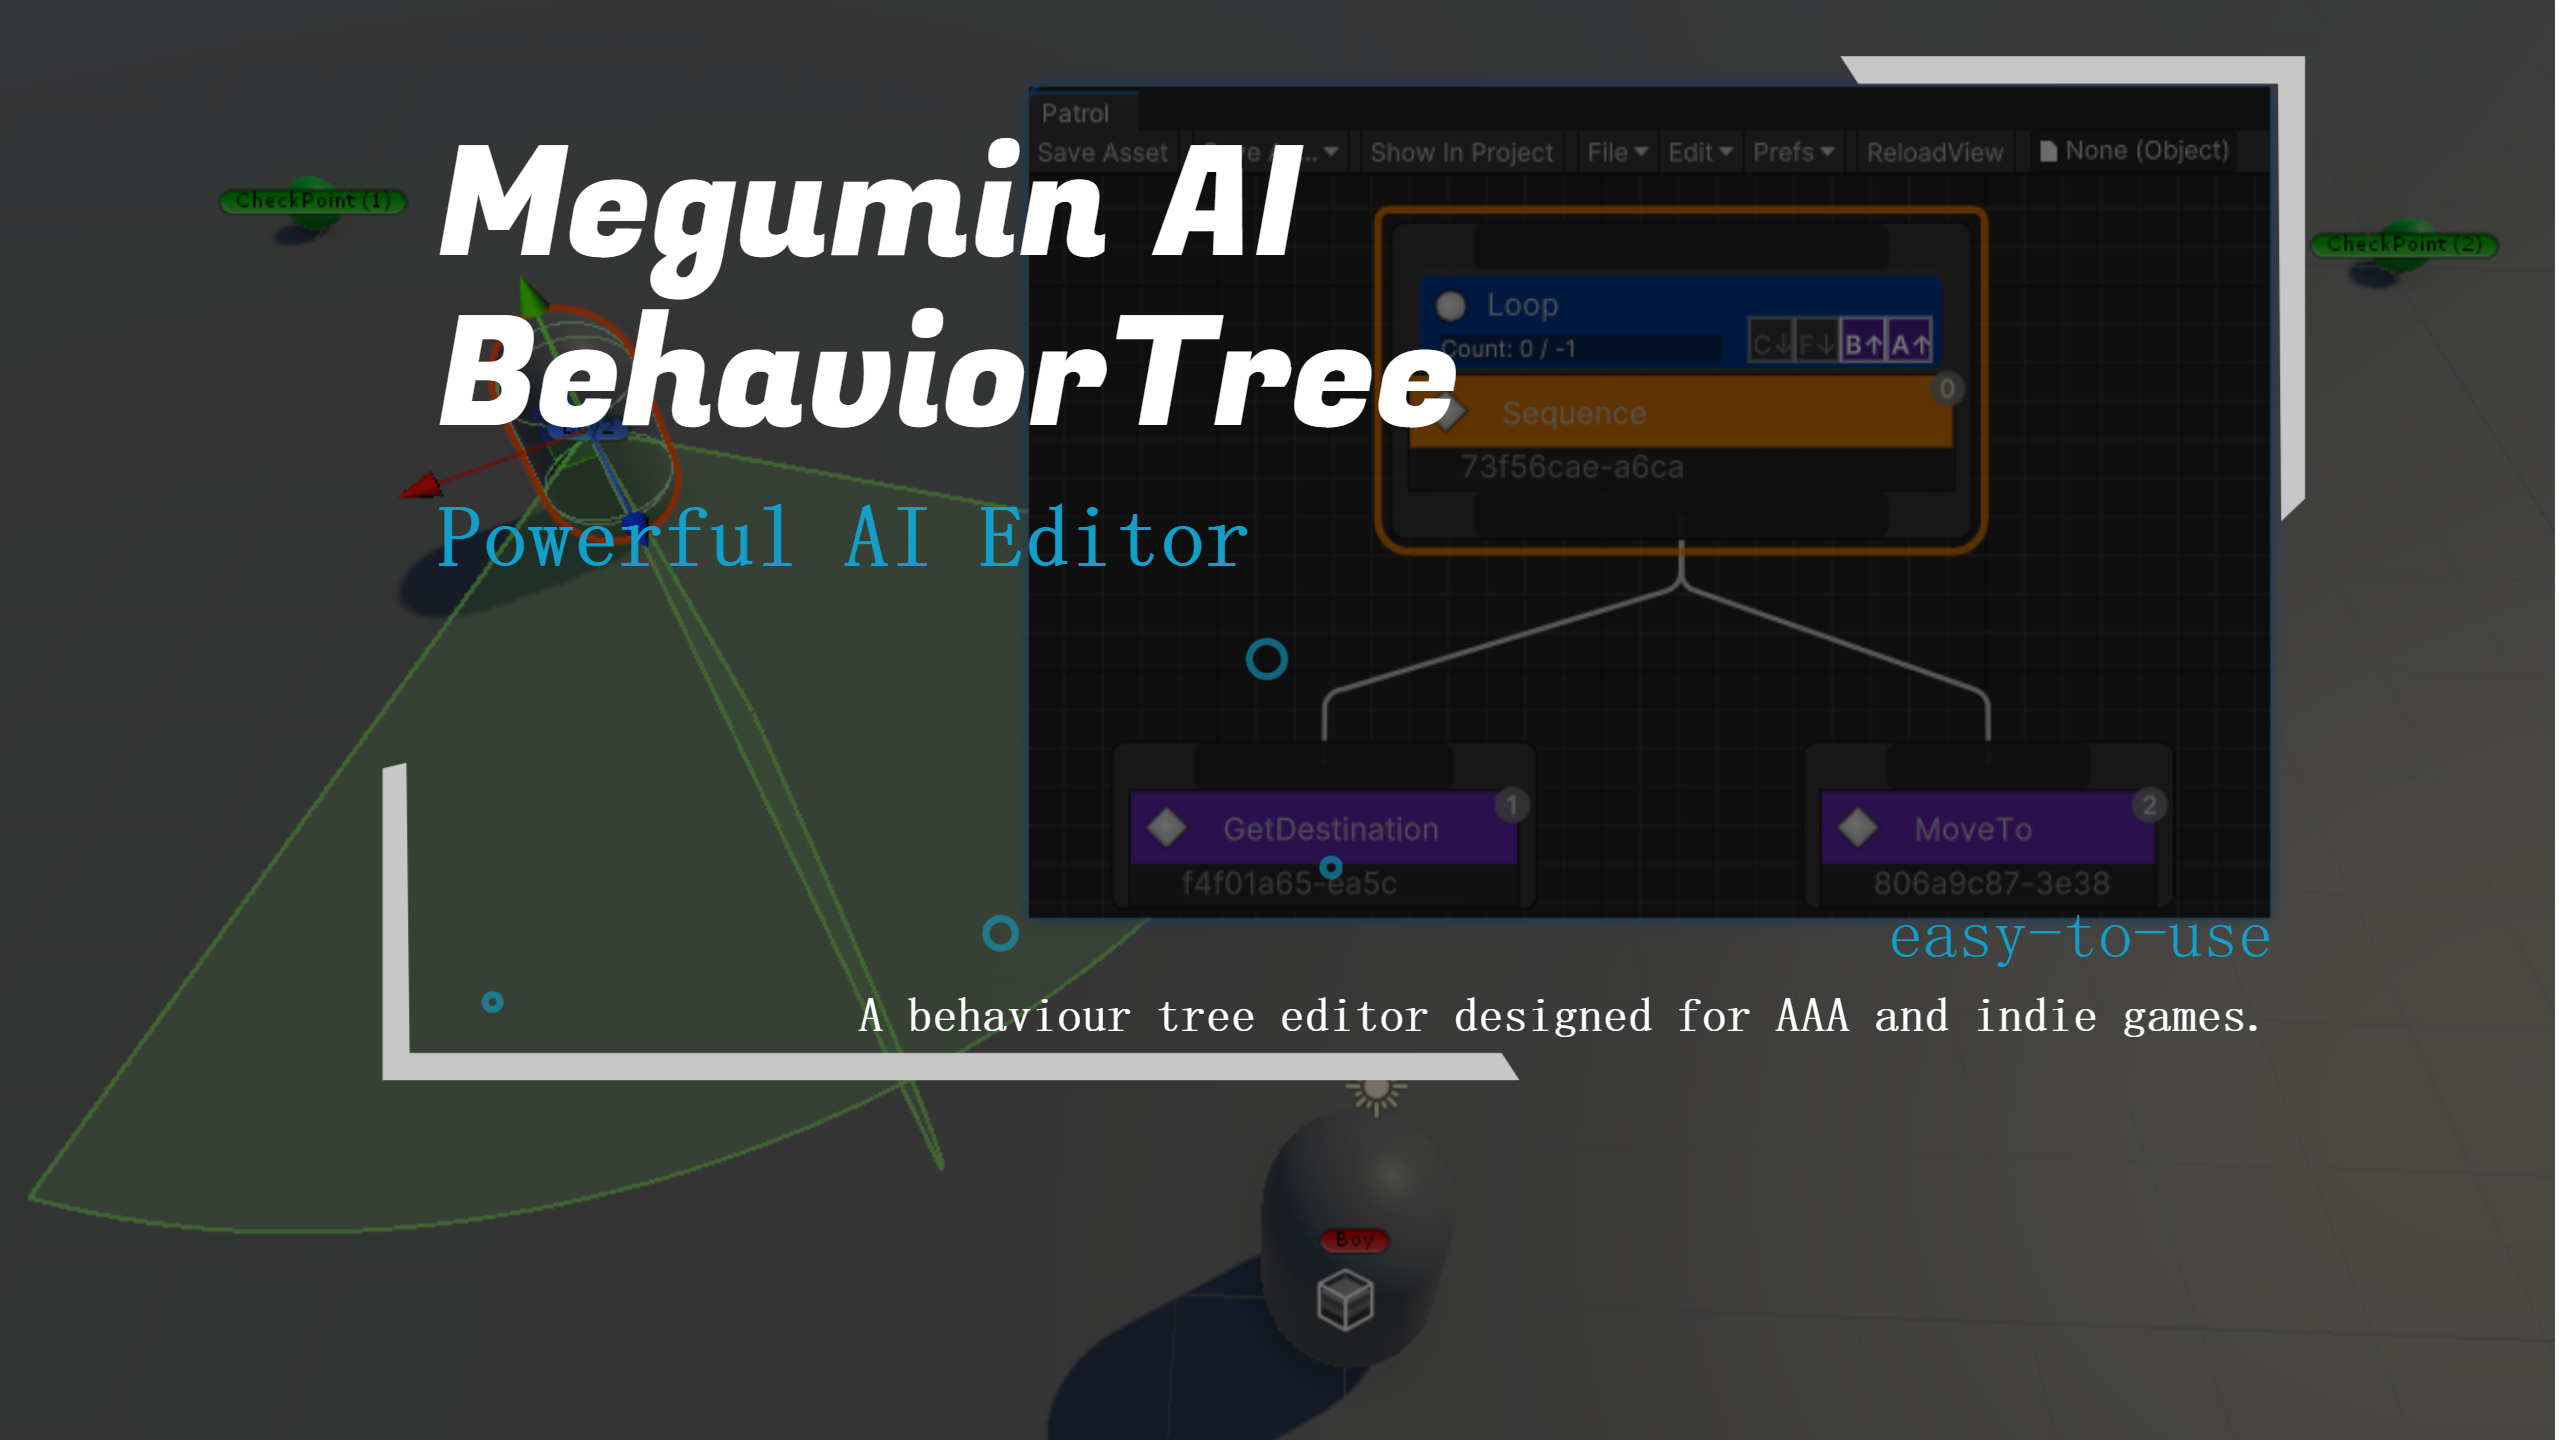 Patrol
Save Asset
Show In Project
File
Edit
Prefs
ReloadView
None (Object)
Megumin AI
BehaviorTree
Powerful AI Editor
CheckPoint (1)
CheckPoint (2)
Loop
Count: 0 / -1
C↓ F↓ B↑ A↑
0
Sequence
73f56cae-a6ca
1
GetDestination
f4f01a65-ea5c
2
MoveTo
806a9c87-3e38
easy-to-use
A behaviour tree editor designed for AAA and indie games.
Boy